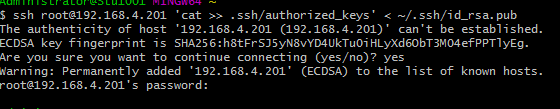 Administrator@Stu1001 MINGW64 ~
$ ssh root@192.168.4.201 'cat >> .ssh/authorized_keys' < ~/.ssh/id_rsa.pub
The authenticity of host '192.168.4.201 (192.168.4.201)' can't be established.
ECDSA key fingerprint is SHA256:h8tFrSJ5yN8vYD4UkTuOiHLyXd6ObT3MO4efPPTlyEg.
Are you sure you want to continue connecting (yes/no)? yes
Warning: Permanently added '192.168.4.201' (ECDSA) to the list of known hosts.
root@192.168.4.201's password: